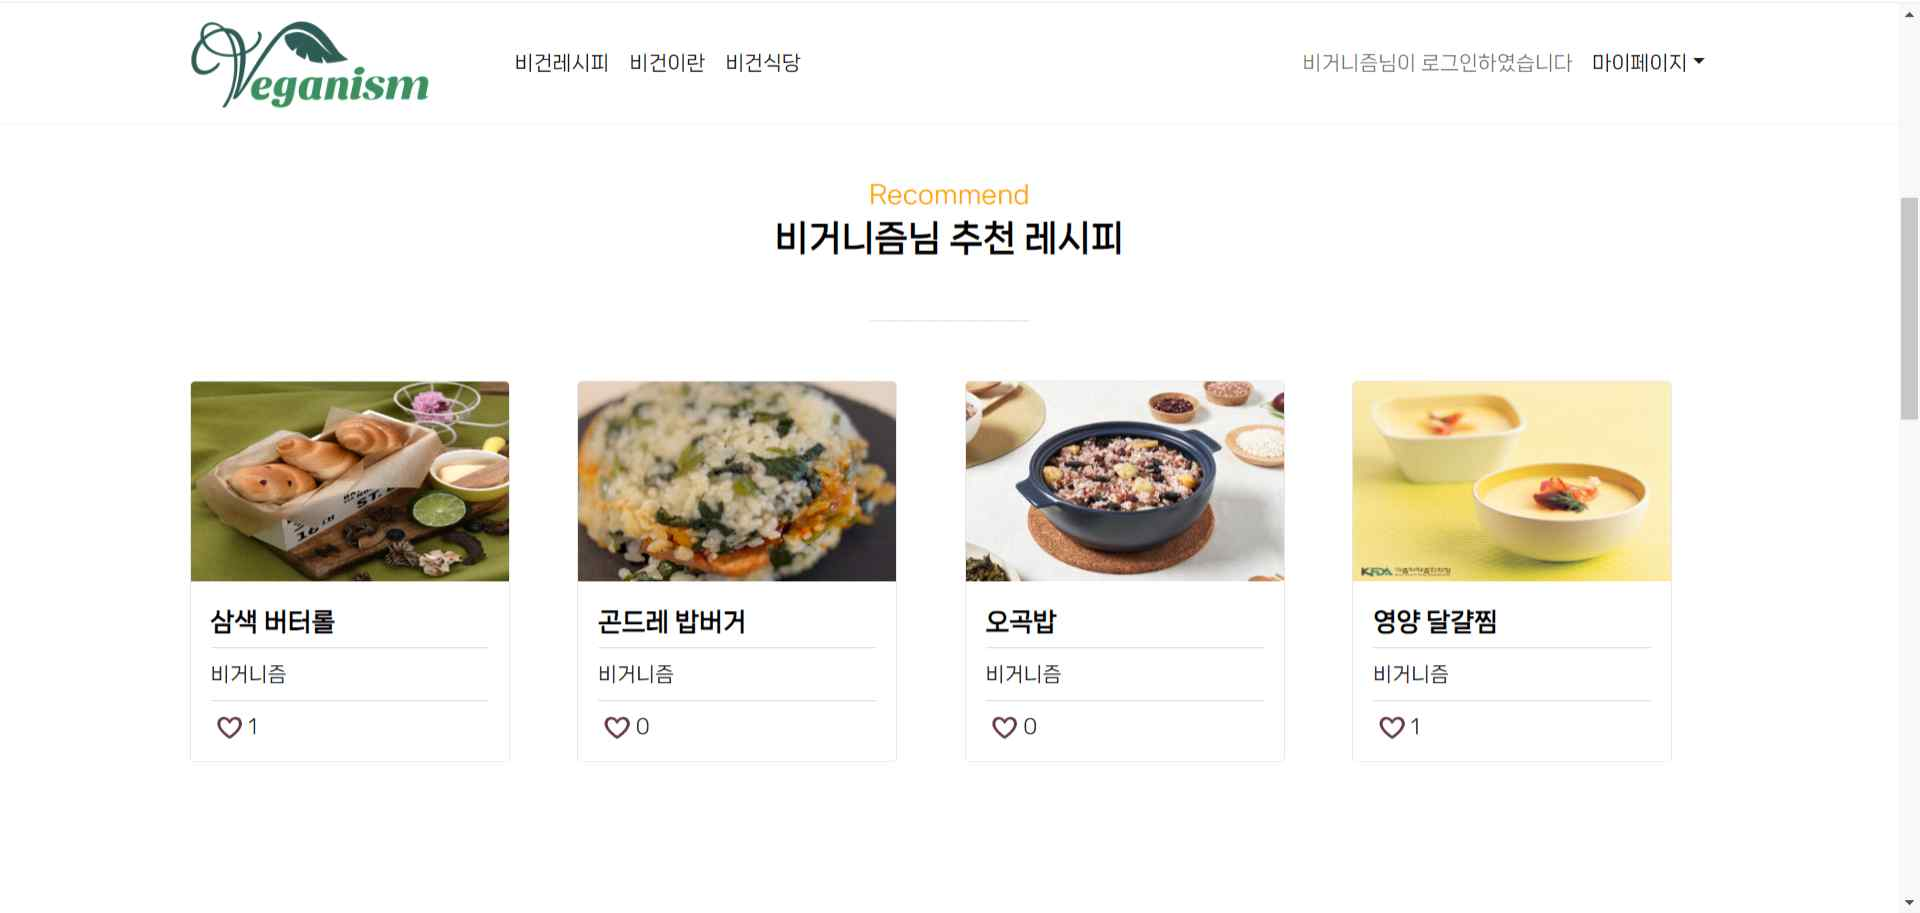 Veganism
비건레시피 비건이란 비건식당
비거니즘님이 로그인하였습니다 마이페이지
Recommend
비거니즘님 추천 레시피
삼색 버터롤
비거니즘
1
곤드레 밥버거
비거니즘
0
오곡밥
비거니즘
0
영양 달걀찜
비거니즘
1
KFDA